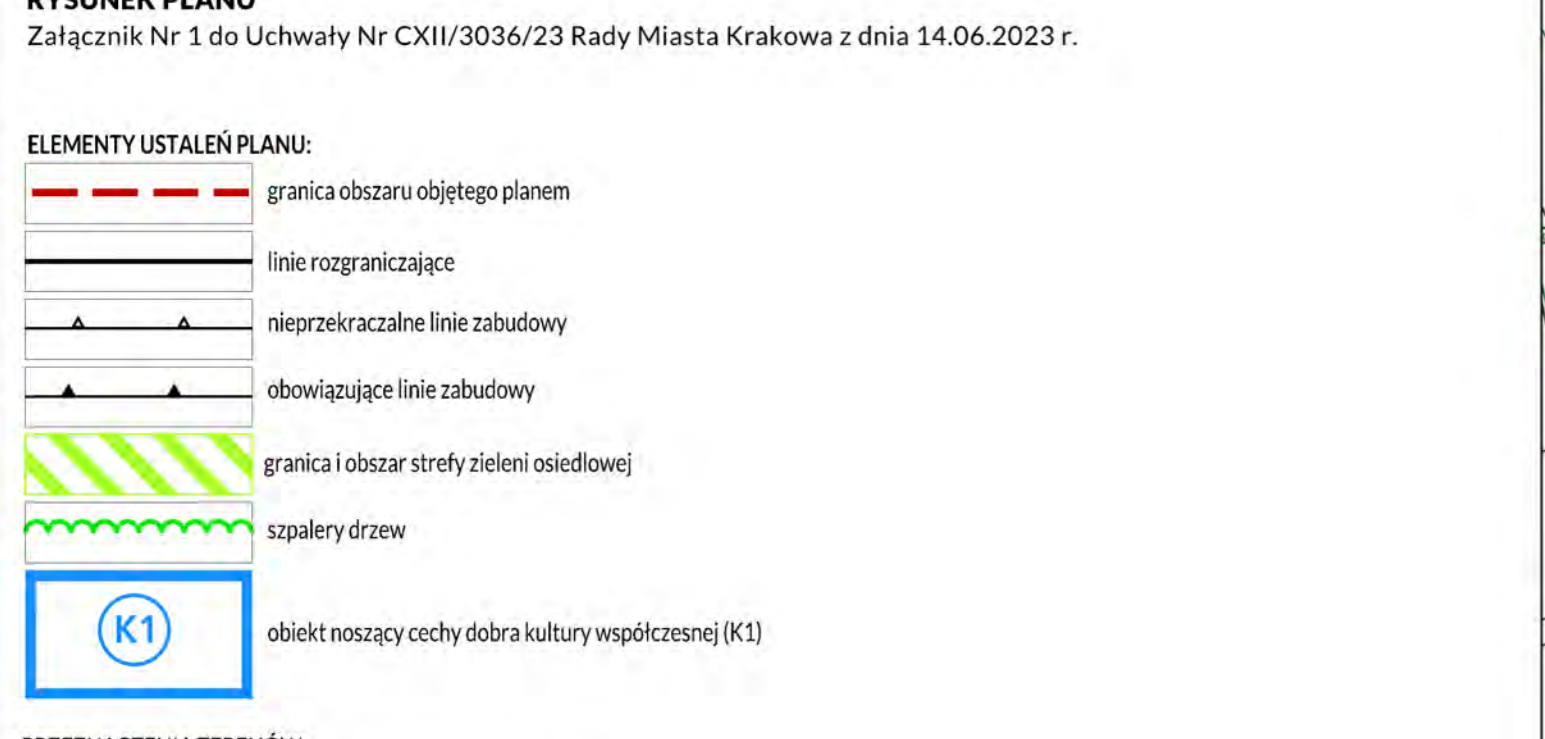 RYSUNEK PLANU
Załącznik Nr 1 do Uchwały Nr CXII/3036/23 Rady Miasta Krakowa z dnia 14.06.2023 r.
ELEMENTY USTALEŃ PLANU:
granica obszaru objętego planem
linie rozgraniczające
nieprzekraczalne linie zabudowy
obowiązujące linie zabudowy
granica i obszar strefy zieleni osiedlowej
szpalery drzew
K1
obiekt noszący cechy dobra kultury współczesnej (K1)